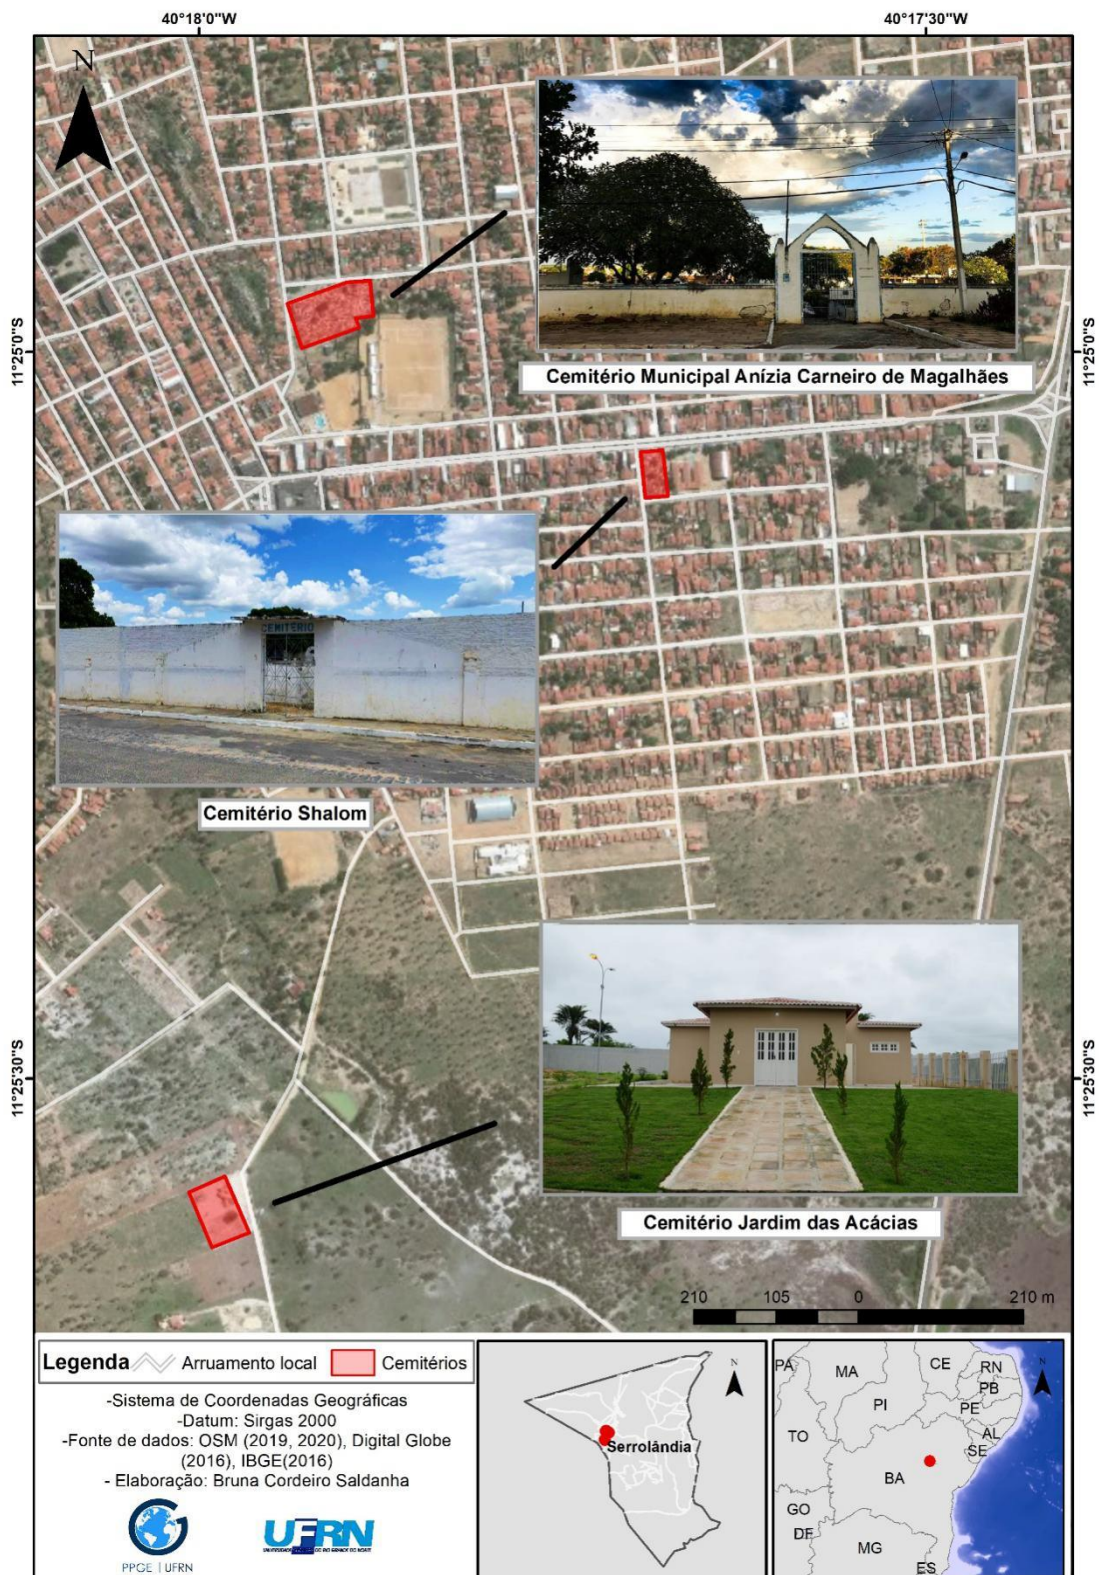 40°18'0"W
40°17'30"W
N
11°25'0"S
11°25'0"S
Cemitério Municipal Anízia Carneiro de Magalhães
CEMITÉRIO
Cemitério Shalom
11°25'30"S
11°25'30"S
Cemitério Jardim das Acácias
210 105 0 210 m
Legenda Arruamento local Cemitérios
-Sistema de Coordenadas Geográficas
-Datum: Sirgas 2000
-Fonte de dados: OSM (2019, 2020), Digital Globe
(2016), IBGE(2016)
- Elaboração: Bruna Cordeiro Saldanha
PPGE | UFRN
UFRN
N
Serrolândia
N
PA
MA
CE
RN
PB
PI
PE
AL
TO
SE
BA
GO
DF
MG
ES